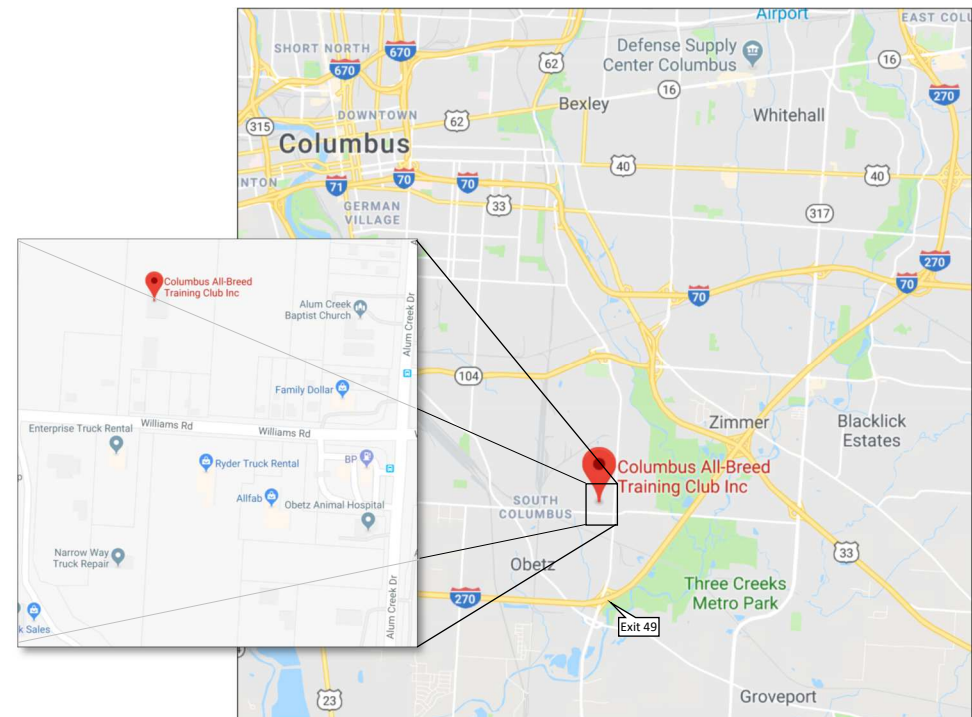 Airport
EAST COLU
SHORT NORTH
670
670
Defense Supply
Center Columbus
62
16
16
270
Bexley
Whitehall
DOWNTOWN
315
62
Columbus
40
40
NTON
71
70
70
33
GERMAN
VILLAGE
317
270
70
70
104
Zimmer
Blacklick
Estates
Columbus All-Breed
Training Club Inc
SOUTH
COLUMBUS
33
Obetz
Three Creeks
Metro Park
270
Exit 49
23
Groveport
Columbus All-Breed
Training Club Inc
Alum Creek
Baptist Church
Alum Creek Dr
Family Dollar
Enterprise Truck Rental
Williams Rd
Williams Rd
Ryder Truck Rental
BP
Allfab
Obetz Animal Hospital
Narrow Way
Truck Repair
Alum Creek Dr
k Sales